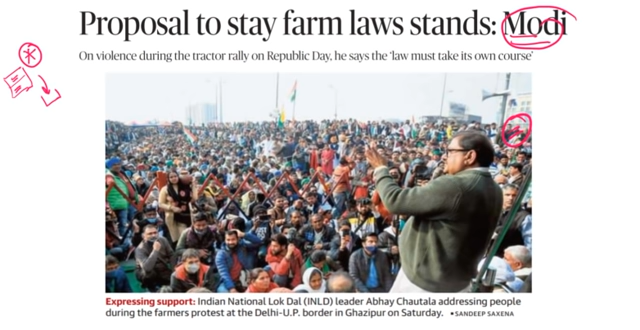 Proposal to stay farm laws stands: Modi
On violence during the tractor rally on Republic Day, he says the ‘law must take its own course’
Expressing support: Indian National Lok Dal (INLD) leader Abhay Chautala addressing people
during the farmers protest at the Delhi-U.P. border in Ghazipur on Saturday. •SANDEEP SAXENA